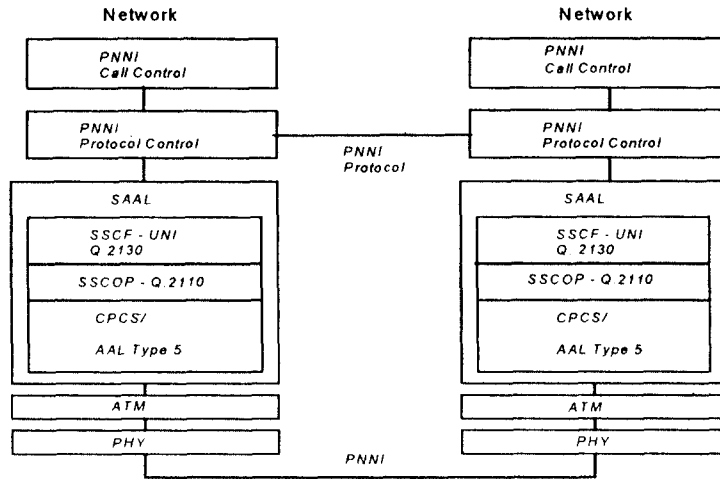 Network
PNNI
Call Control
PNNI
Protocol Control
SAAL
SSCF - UNI
Q.2130
SSCOP - Q.2110
CPCS/
AAL Type 5
ATM
PHY
PNNI
Protocol
PNNI
Network
PNNI
Call Control
PNNI
Protocol Control
SAAL
SSCF - UNI
Q.2130
SSCOP - Q.2110
CPCS/
AAL Type 5
ATM
PHY